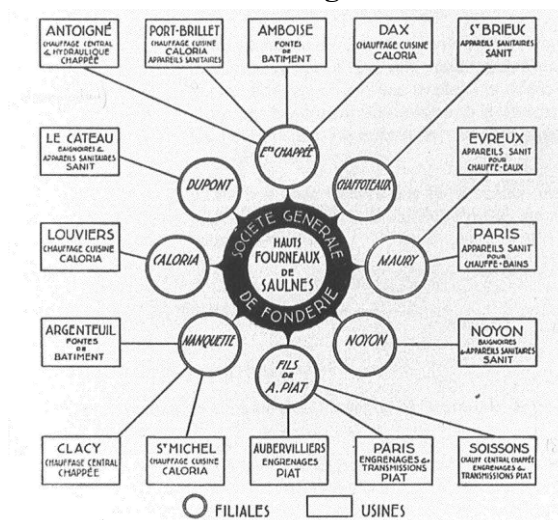 ANTOIGNÉ
CHAUFFAGE CENTRAL
& HYDRAULIQUE
CHAPPÉE
PORT-BRILLET
CHAUFFAGE CUISINE
CALORIA
APPAREILS SANITAIRES
AMBOISE
FONTES
DE
BATIMENT
DAX
CHAUFFAGE CUISINE
CALORIA
ST BRIEUC
APPAREILS SANITAIRES
SANIT
LE CATEAU
BAIGNOIRES &
APPAREILS SANITAIRES
SANIT
DUPONT
ETS CHAPPÉE
CHAFFOTEAUX
EVREUX
APPAREILS SANIT
POUR
CHAUFFE-EAUX
LOUVIERS
CHAUFFAGE CUISINE
CALORIA
CALORIA
SOCIÉTÉ GÉNÉRALE
DE FONDERIE
HAUTS
FOURNEAUX
DE
SAULNES
MAURY
PARIS
APPAREILS SANIT
POUR
CHAUFFE-BAINS
ARGENTEUIL
FONTES
DE
BATIMENT
NANQUETTE
FILS
DE
A. PIAT
NOYON
NOYON
BAIGNOIRES
& APPAREILS SANITAIRES
SANIT
CLACY
CHAUFFAGE CENTRAL
CHAPPÉE
ST MICHEL
CHAUFFAGE CUISINE
CALORIA
AUBERVILLIERS
ENGRENAGES
PIAT
PARIS
ENGRENAGES &
TRANSMISSIONS
PIAT
SOISSONS
CHAUFF CENTRAL CHAPPÉE
ENGRENAGES &
TRANSMISSIONS PIAT
FILIALES
USINES